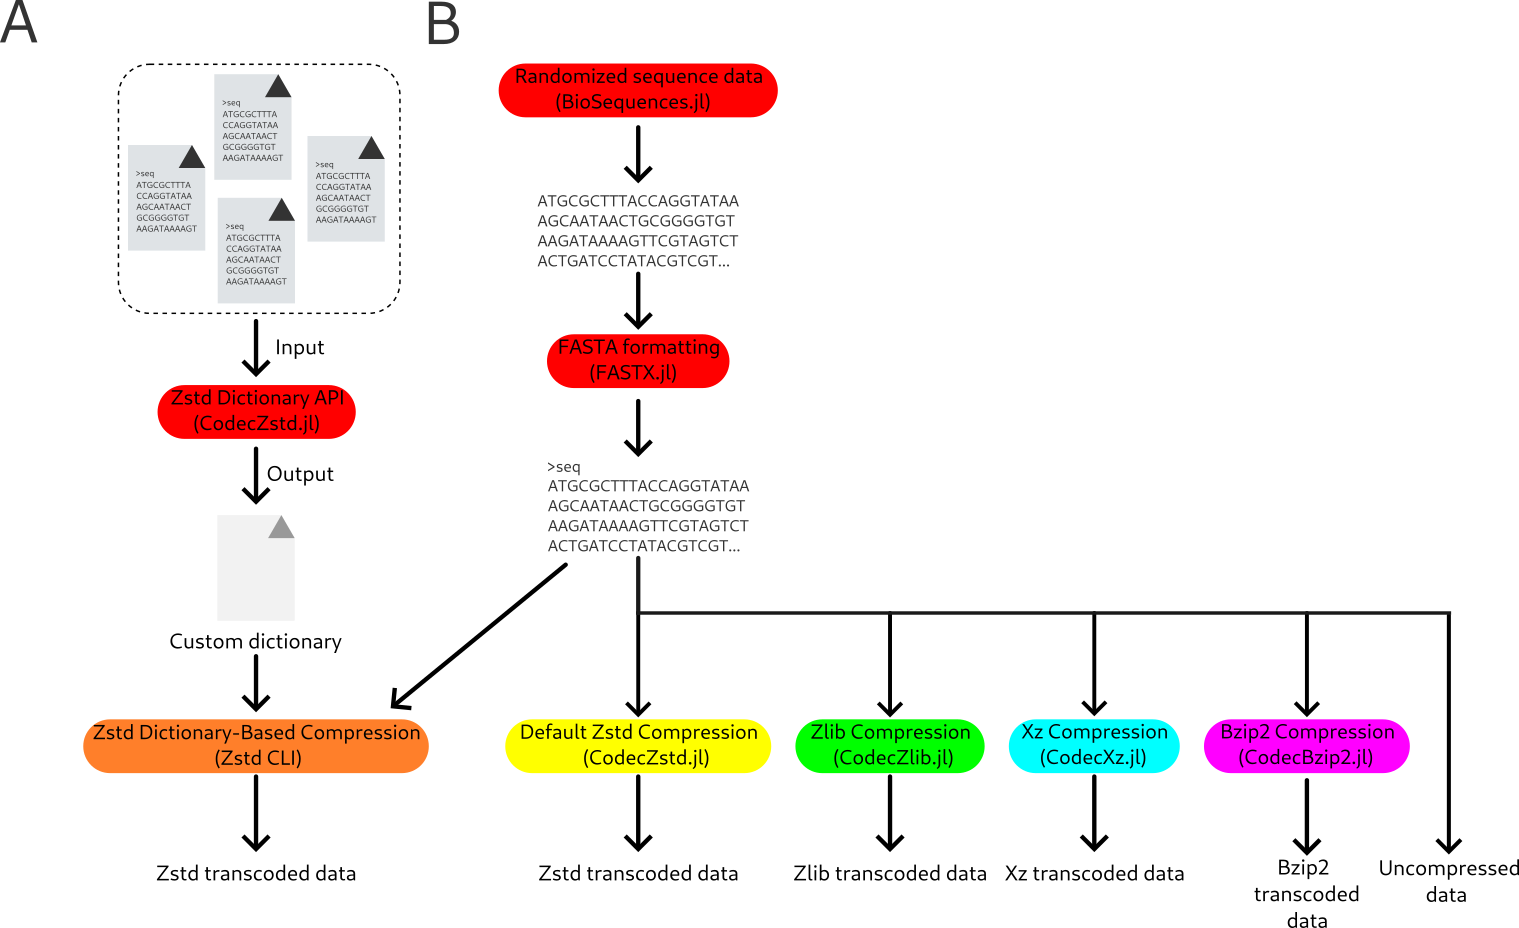 A
>seq
ATGCGCTTTA
CCAGGTATAA
AGCAATAACT
GCGGGGTGT
AAGATAAAAGT
>seq
ATGCGCTTTA
CCAGGTATAA
AGCAATAACT
GCGGGGTGT
AAGATAAAAGT
>seq
ATGCGCTTTA
CCAGGTATAA
AGCAATAACT
GCGGGGTGT
AAGATAAAAGT
>seq
ATGCGCTTTA
CCAGGTATAA
AGCAATAACT
GCGGGGTGT
AAGATAAAAGT
Input
Zstd Dictionary API
(CodecZstd.jl)
Output
Custom dictionary
Zstd Dictionary-Based Compression
(Zstd CLI)
Zstd transcoded data
B
Randomized sequence data
(BioSequences.jl)
ATGCGCTTTACCAGGTATAA
AGCAATAACTGCGGGGTGT
AAGATAAAAGTTCGTAGTCT
ACTGATCCTATACGTCGT...
FASTA formatting
(FASTX.jl)
>seq
ATGCGCTTTACCAGGTATAA
AGCAATAACTGCGGGGTGT
AAGATAAAAGTTCGTAGTCT
ACTGATCCTATACGTCGT...
Default Zstd Compression
(CodecZstd.jl)
Zstd transcoded data
Zlib Compression
(CodecZlib.jl)
Zlib transcoded data
Xz Compression
(CodecXz.jl)
Xz transcoded data
Bzip2 Compression
(CodecBzip2.jl)
Bzip2
transcoded
data
Uncompressed
data